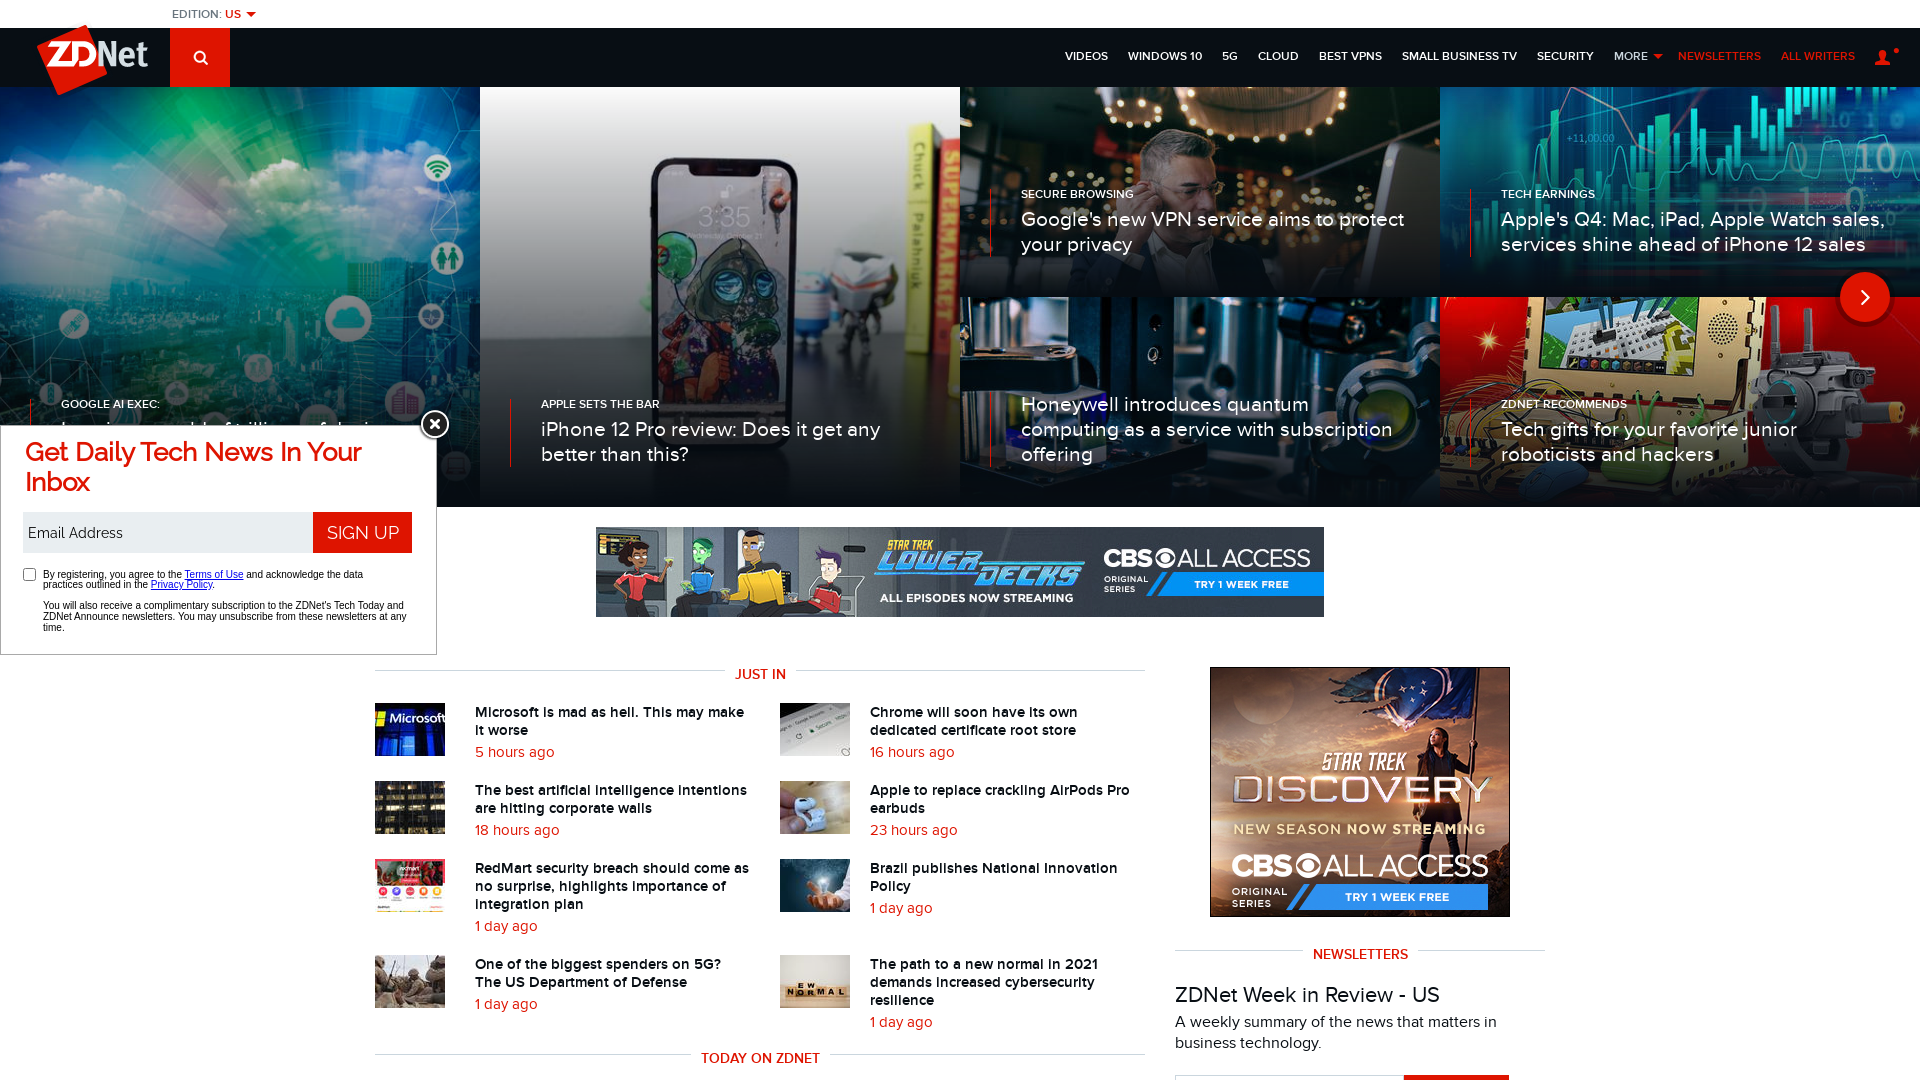 EDITION: US
ZDNet
VIDEOS
WINDOWS 10
5G
CLOUD
BEST VPNS
SMALL BUSINESS TV
SECURITY
MORE
NEWSLETTERS
ALL WRITERS
GOOGLE AI EXEC:
3:35
Wednesday, October 21
APPLE SETS THE BAR
iPhone 12 Pro review: Does it get any
better than this?
Chuck Palahniuk
SUPERMARKET
SECURE BROWSING
Google's new VPN service aims to protect
your privacy
+11,00.00
TECH EARNINGS
Apple's Q4: Mac, iPad, Apple Watch sales,
services shine ahead of iPhone 12 sales
Honeywell introduces quantum
computing as a service with subscription
offering
ZDNET RECOMMENDS
Tech gifts for your favorite junior
roboticists and hackers
Get Daily Tech News In Your
Inbox
Email Address
SIGN UP
By registering, you agree to the Terms of Use and acknowledge the data
practices outlined in the Privacy Policy.
You will also receive a complimentary subscription to the ZDNet's Tech Today and
ZDNet Announce newsletters. You may unsubscribe from these newsletters at any
time.
STAR TREK
LOWER DECKS
ALL EPISODES NOW STREAMING
CBS ALL ACCESS
ORIGINAL
SERIES
TRY 1 WEEK FREE
JUST IN
Microsoft
Microsoft is mad as hell. This may make
it worse
5 hours ago
Chrome will soon have its own
dedicated certificate root store
16 hours ago
The best artificial intelligence intentions
are hitting corporate walls
18 hours ago
Apple to replace crackling AirPods Pro
earbuds
23 hours ago
RedMart security breach should come as
no surprise, highlights importance of
integration plan
1 day ago
Brazil publishes National Innovation
Policy
1 day ago
One of the biggest spenders on 5G?
The US Department of Defense
1 day ago
EW
NORMAL
The path to a new normal in 2021
demands increased cybersecurity
resilience
1 day ago
TODAY ON ZDNET
STAR TREK
DISCOVERY
NEW SEASON NOW STREAMING
CBS ALL ACCESS
ORIGINAL
SERIES
TRY 1 WEEK FREE
NEWSLETTERS
ZDNet Week in Review - US
A weekly summary of the news that matters in
business technology.